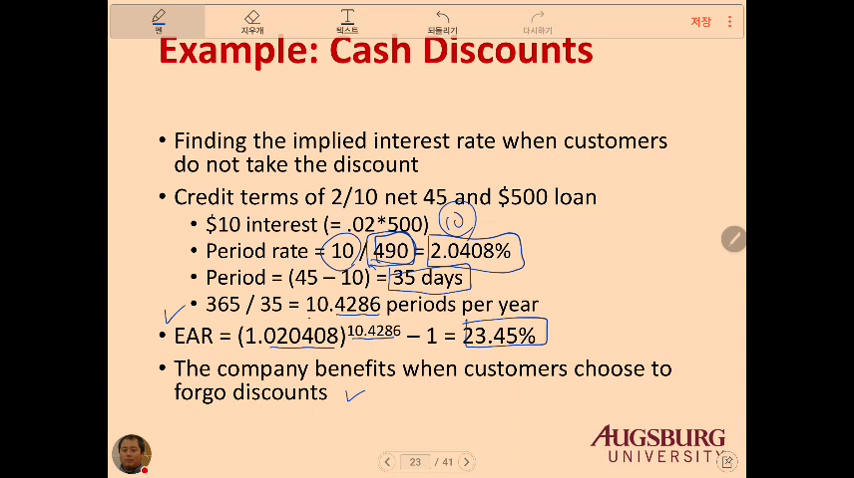 펜
지우개
텍스트
되돌리기
다시하기
저장
Example: Cash Discounts
• Finding the implied interest rate when customers
do not take the discount
• Credit terms of 2/10 net 45 and $500 loan
• $10 interest (= .02*500) 10
• Period rate = 10 / 490 = 2.0408%
• Period = (45 – 10) = 35 days
• 365 / 35 = 10.4286 periods per year
• EAR = (1.020408)^10.4286 – 1 = 23.45%
• The company benefits when customers choose to
forgo discounts
AUGSBURG
UNIVERSITY
23 / 41